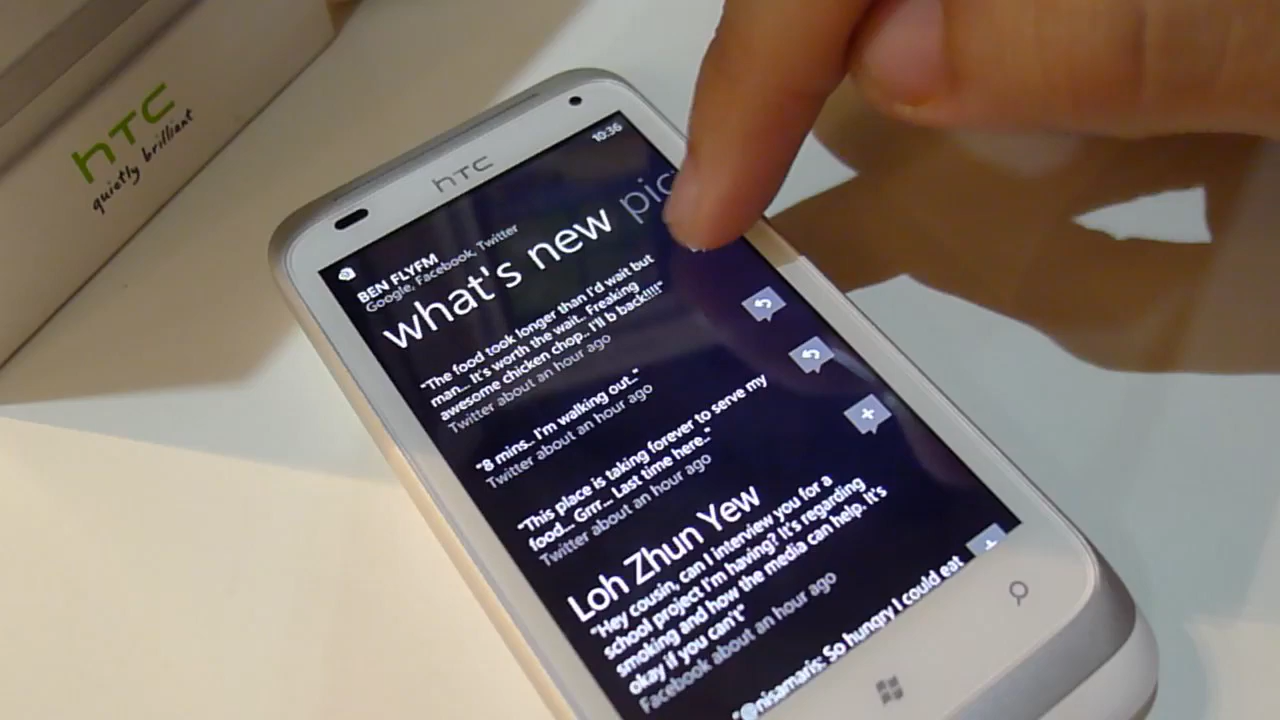 hTC
quietly brilliant
hTC
10:36
BEN FLYFM
Google, Facebook, Twitter
what's new pic
"The food took longer than I'd wait but
man... It's worth the wait.. Freaking
awesome chicken chop.. I'll b back!!!!"
Twitter about an hour ago
"8 mins.. I'm walking out.."
Twitter about an hour ago
"This place is taking forever to serve my
food... Grrr... Last time here.."
Twitter about an hour ago
Loh Zhun Yew
"Hey cousin, can I interview you for a
school project I'm having? It's regarding
smoking and how the media can help. It's
okay if you can't"
Facebook about an hour ago
"@nisamaris: So hungry I could eat